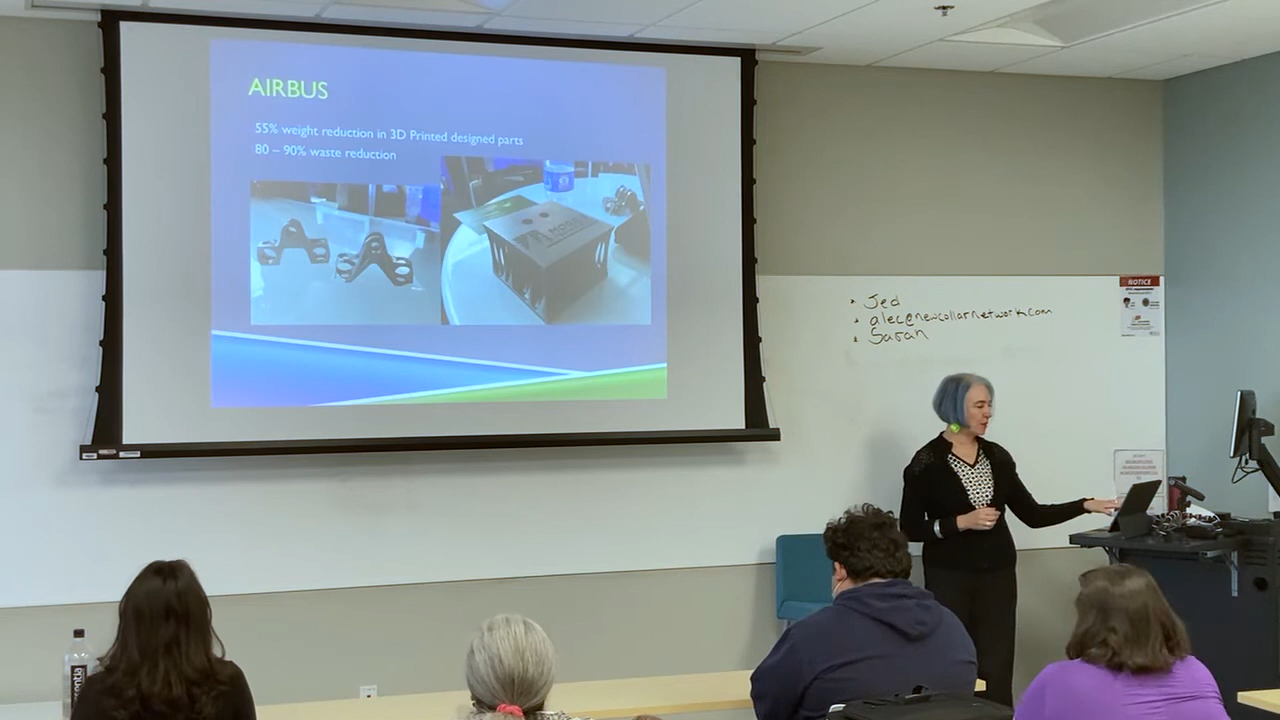 AIRBUS
55% weight reduction in 3D Printed designed parts
80 – 90% waste reduction
Jed
alec@newcollarnetwork.com
Sarah
NOTICE